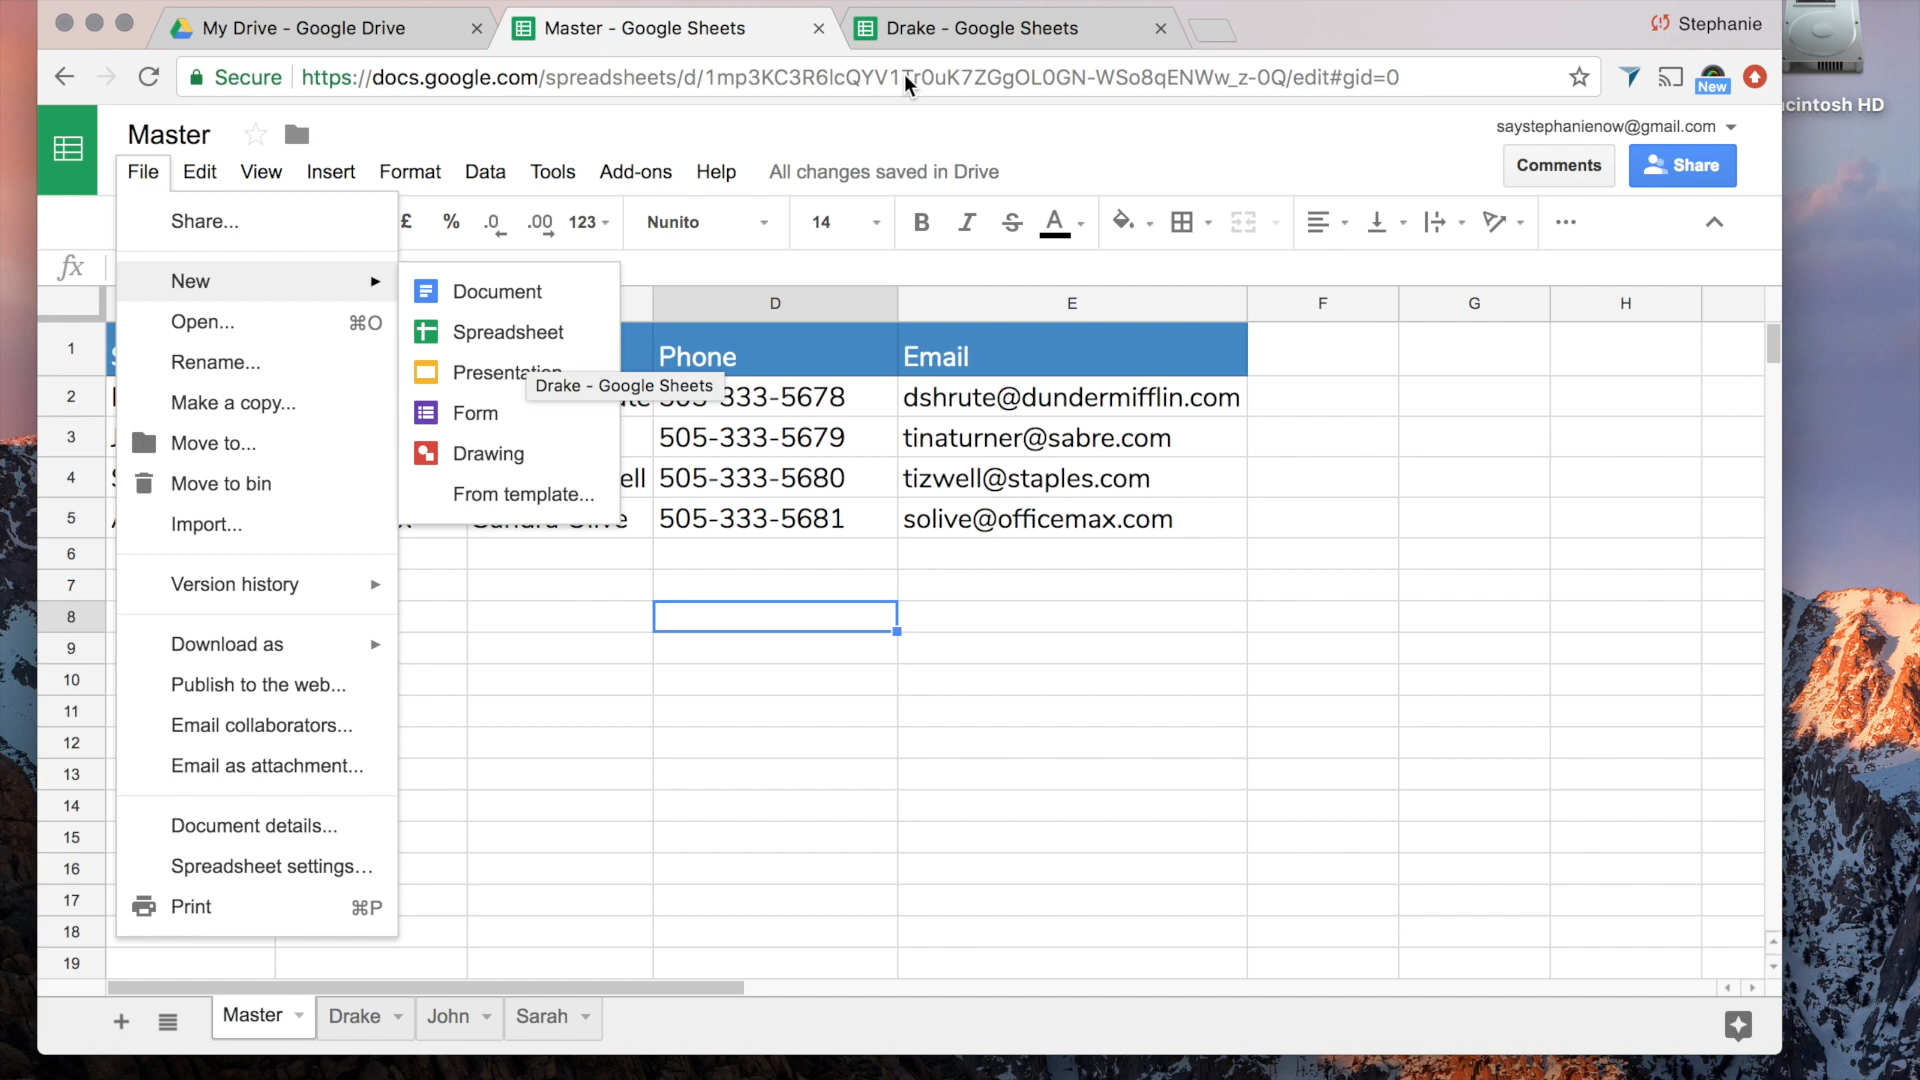 My Drive - Google Drive
Master - Google Sheets
Drake - Google Sheets
Stephanie
Secure
https://docs.google.com/spreadsheets/d/1mp3KC3R6lcQYV1Tr0uK7ZGgOL0GN-WSo8qENWw_z-0Q/edit#gid=0
New
cintosh HD
Master
saystephanienow@gmail.com
File Edit View Insert Format Data Tools Add-ons Help All changes saved in Drive
Comments
Share
£ % .0 .00 123 Nunito 14 B I S A
fx
Share...
New
Open... ⌘O
Rename...
Make a copy...
Move to...
Move to bin
Import...
Version history
Download as
Publish to the web...
Email collaborators...
Email as attachment...
Document details...
Spreadsheet settings...
Print ⌘P
Document
Spreadsheet
Presentation
Form
Drawing
From template...
Drake - Google Sheets
D E F G H
1 Phone Email
2 505-333-5678 dshrute@dundermifflin.com
3 505-333-5679 tinaturner@sabre.com
4 ell 505-333-5680 tizwell@staples.com
5 Sandra Olive 505-333-5681 solive@officemax.com
6
7
8
9
10
11
12
13
14
15
16
17
18
19
Master Drake John Sarah